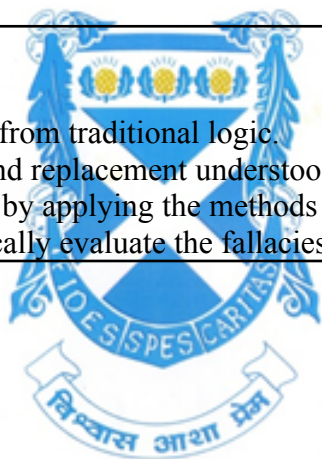 from traditional logic.
nd replacement understoo
by applying the methods
cally evaluate the fallacies
FIDES SPES CARITAS
विश्वास आशा प्रेम